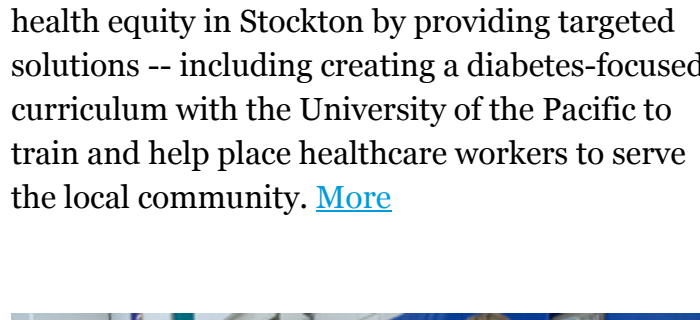 health equity in Stockton by providing targeted
solutions -- including creating a diabetes-focused
curriculum with the University of the Pacific to
train and help place healthcare workers to serve
the local community. More